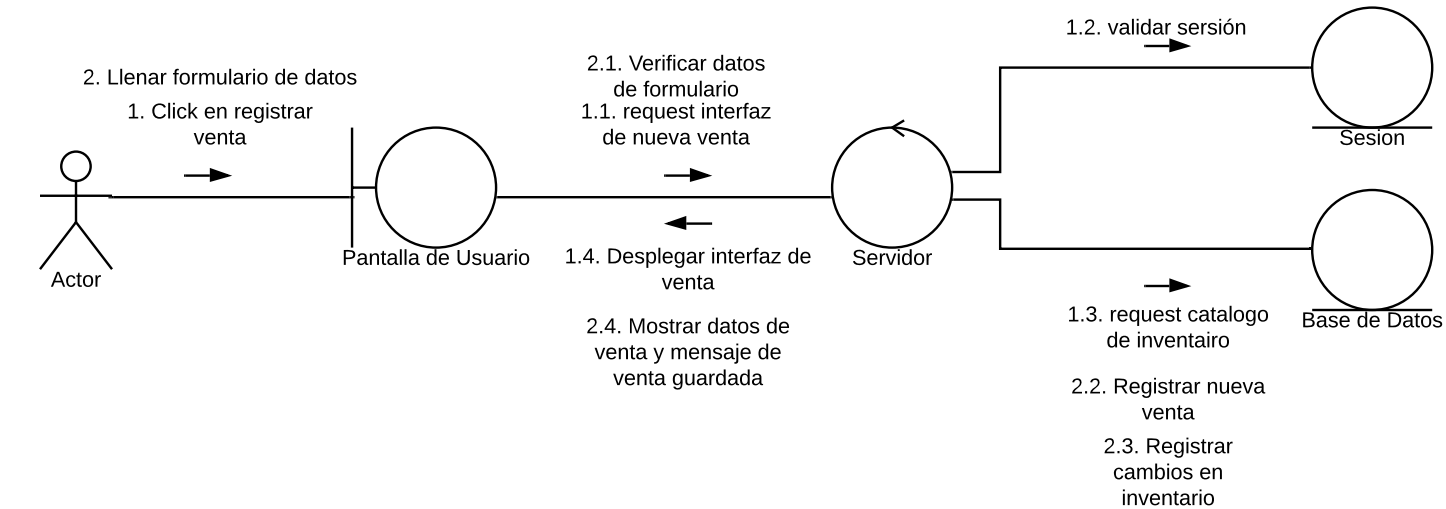 2. Llenar formulario de datos
1. Click en registrar
venta
Actor
Pantalla de Usuario
2.1. Verificar datos
de formulario
1.1. request interfaz
de nueva venta
1.4. Desplegar interfaz de
venta
2.4. Mostrar datos de
venta y mensaje de
venta guardada
Servidor
1.2. validar sersión
Sesion
Base de Datos
1.3. request catalogo
de inventairo
2.2. Registrar nueva
venta
2.3. Registrar
cambios en
inventario